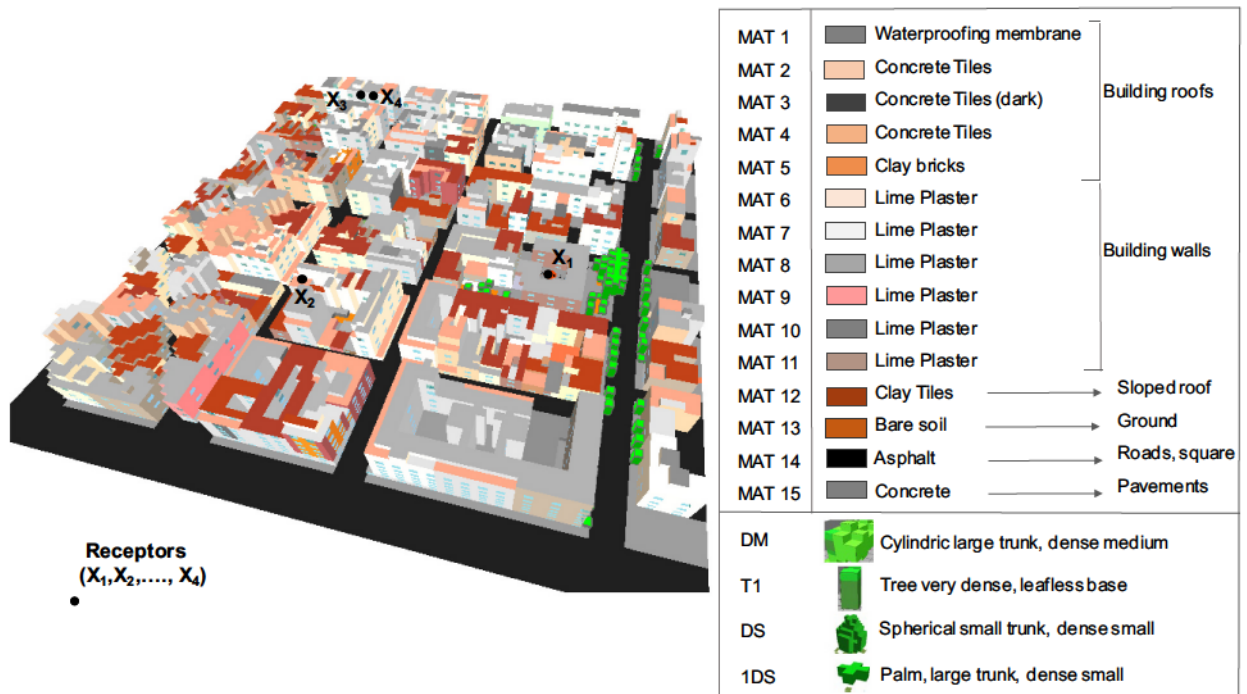 X3
X4
X1
X2
Receptors
(X1,X2,...., X4)
MAT 1 Waterproofing membrane
MAT 2 Concrete Tiles
MAT 3 Concrete Tiles (dark)
MAT 4 Concrete Tiles
MAT 5 Clay bricks
Building roofs
MAT 6 Lime Plaster
MAT 7 Lime Plaster
MAT 8 Lime Plaster
MAT 9 Lime Plaster
MAT 10 Lime Plaster
MAT 11 Lime Plaster
Building walls
MAT 12 Clay Tiles Sloped roof
MAT 13 Bare soil Ground
MAT 14 Asphalt Roads, square
MAT 15 Concrete Pavements
DM Cylindric large trunk, dense medium
T1 Tree very dense, leafless base
DS Spherical small trunk, dense small
1DS Palm, large trunk, dense small